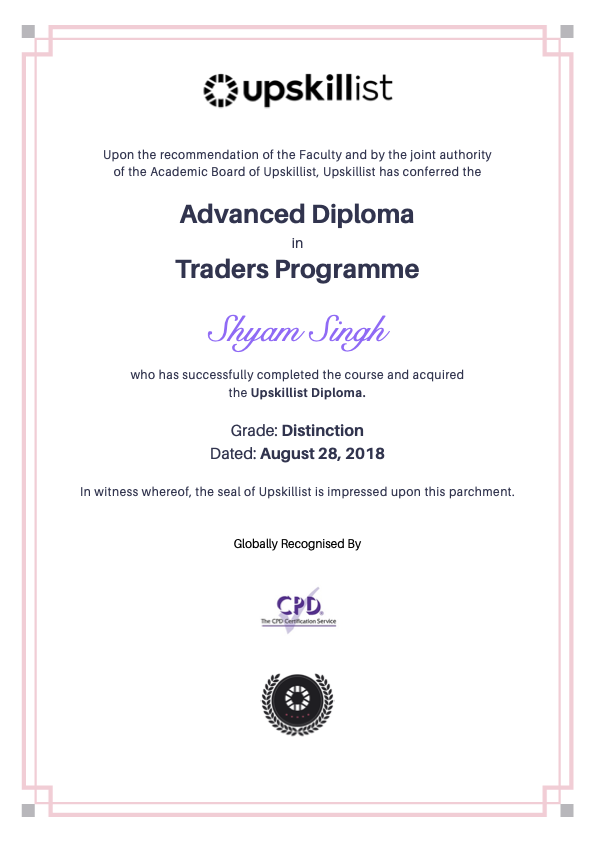 upskillist
Upon the recommendation of the Faculty and by the joint authority
of the Academic Board of Upskillist, Upskillist has conferred the
Advanced Diploma
in
Traders Programme
Shyam Singh
who has successfully completed the course and acquired
the Upskillist Diploma.
Grade: Distinction
Dated: August 28, 2018
In witness whereof, the seal of Upskillist is impressed upon this parchment.
Globally Recognised By
CPD®
The CPD Certification Service